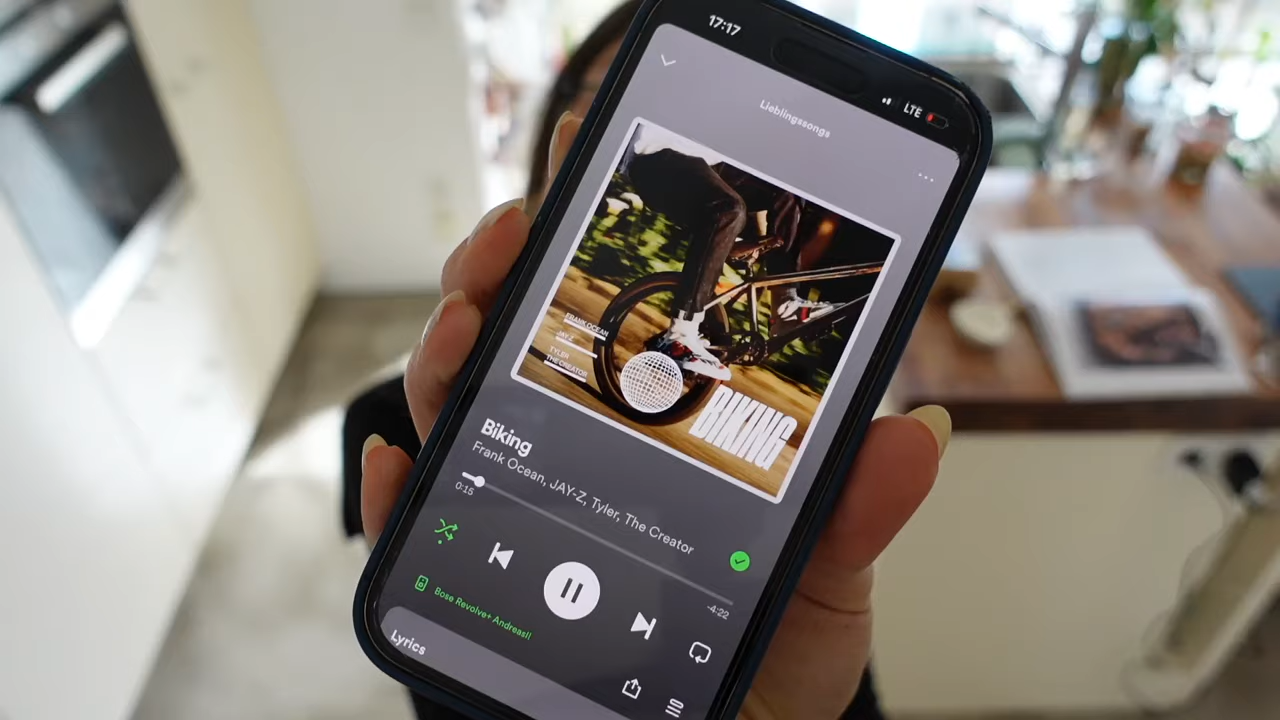 17:17
LTE
Lieblingssongs
FRANK OCEAN
JAY-Z
TYLER
THE CREATOR
BIKING
Biking
Frank Ocean, JAY-Z, Tyler, The Creator
0:15
-4:22
Bose Revolve+ Andreasli
Lyrics